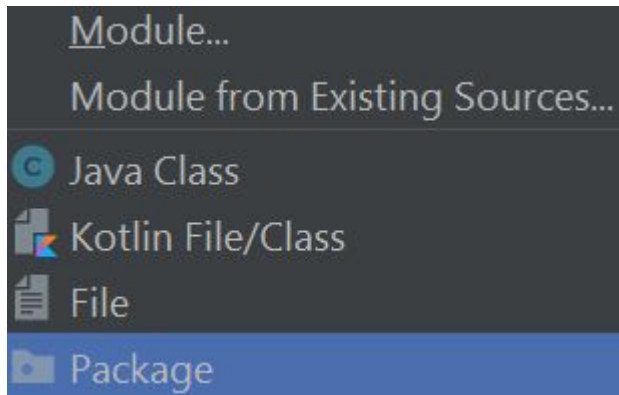 Module...
Module from Existing Sources...
Java Class
Kotlin File/Class
File
Package